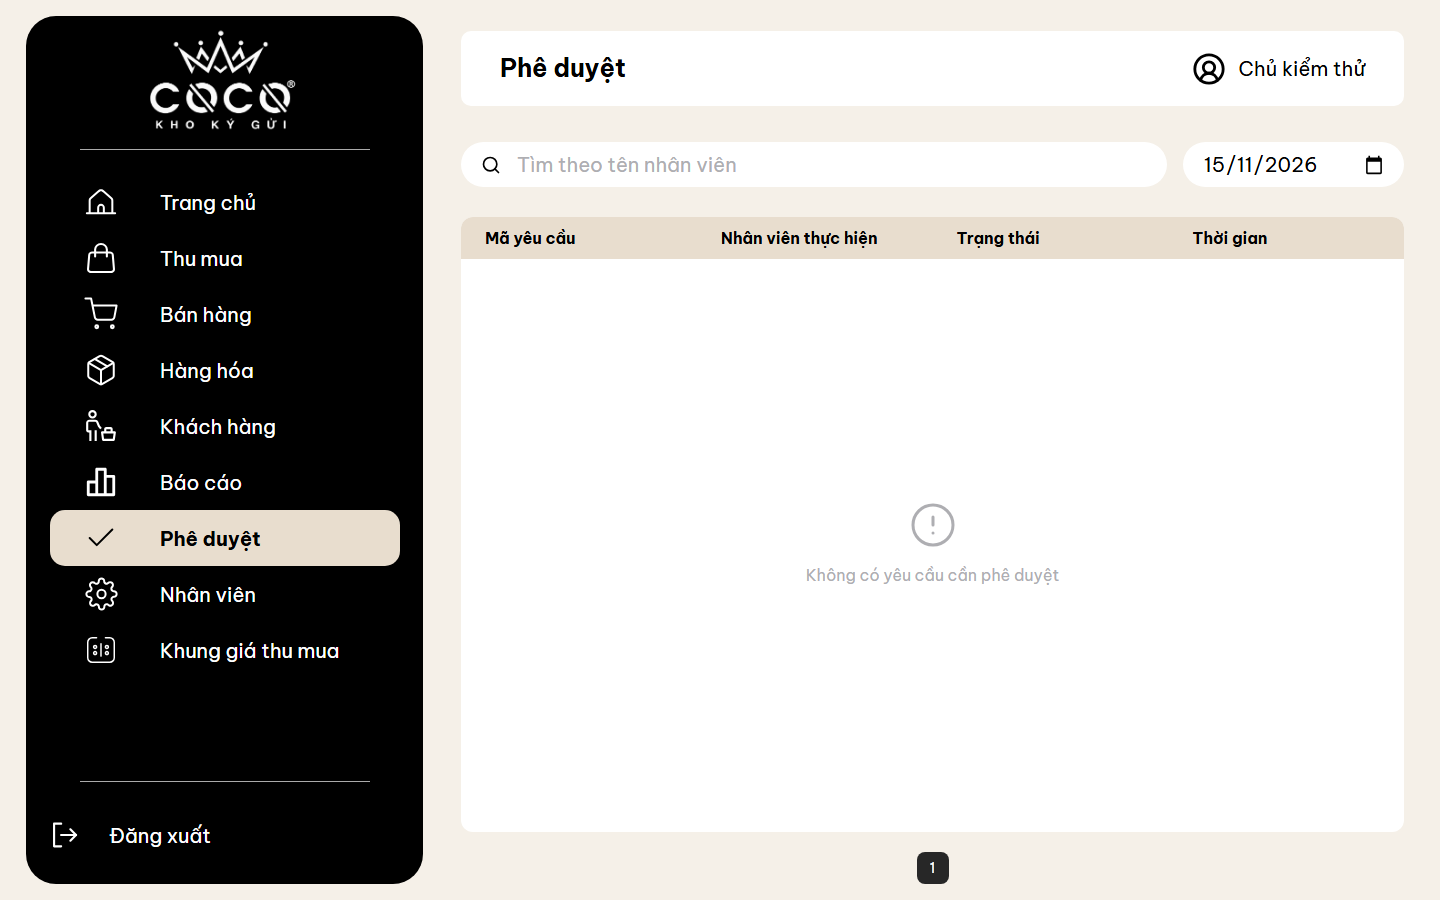 COCO®
KHO KÝ GỬI
Trang chủ
Thu mua
Bán hàng
Hàng hóa
Khách hàng
Báo cáo
Phê duyệt
Nhân viên
Khung giá thu mua
Đăng xuất
Phê duyệt
Chủ kiểm thử
Tìm theo tên nhân viên
15/11/2026
Mã yêu cầu Nhân viên thực hiện Trạng thái Thời gian
Không có yêu cầu cần phê duyệt
1